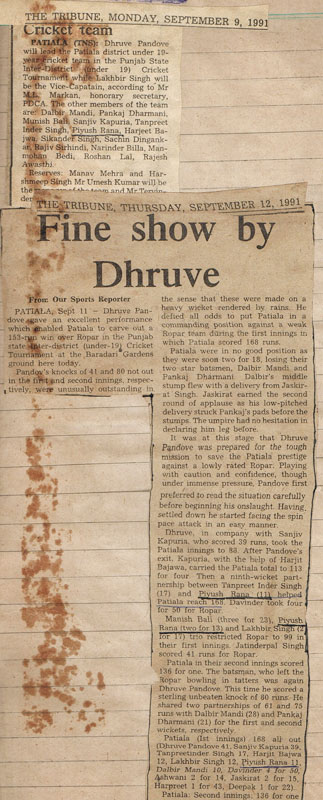 THE TRIBUNE, MONDAY, SEPTEMBER 9, 1991
Cricket team
PATIALA (TNS): Dhruve Pandove
will lead the Patiala district under 19-
year cricket team in the Punjab State
Inter-District (under 19) Cricket
Tournament while Lakhbir Singh will
be the Vice-Capatain, according to Mr
M.L. Markan, honorary secretary,
PDCA. The other members of the team
are: Dalbir Mandi, Pankaj Dharmani,
Munish Bali, Sanjiv Kapuria, Tanpreet
Inder Singh, Piyush Rana, Harjeet Ba-
jwa, Sikander Singh, Sachin Dingank-
ar, Rajiv Sirhindi, Narinder Billa, Man-
mohan Bedi, Roshan Lal, Rajesh
Awasthi.
Reserves: Manav Mehra and Har-
shmeep Singh Mr Umesh Kumar will be
THE TRIBUNE, THURSDAY, SEPTEMBER 12, 1991
Fine show by
Dhruve
From Our Sports Reporter
PATIALA, Sept 11 – Dhruve Pan-
dove gave an excellent performance
which enabled Patiala to carve out a
153-run win over Ropar in the Punjab
state inter-district (under-19) Cricket
Tournament at the Baradari Gardens
ground here today.
Pandov's knocks of 41 and 80 not out
in the first and second innings, respec-
tively, were unusually outstanding in
the sense that these were made on a
heavy wicket rendered by rains. He
defied all odds to put Patiala in a
commanding position against a weak
Ropar team during the first innings in
which Patiala scored 168 runs.
Patiala were in no good position as
they were soon two for 18, losing their
two star batsmen, Dalbir Mandi, and
Pankaj Dharmani Dalbir's middle
stump flew with a delivery from Jaskir-
at Singh. Jaskirat earned the second
round of applause as his low-pitched
delivery struck Pankaj's pads before the
stumps. The umpire had no hesitation in
declaring him leg before.
It was at this stage that Dhruve
Pandove was prepared for the tough
mission to save the Patiala prestige
against a lowly rated Ropar. Playing
with caution and confidence, though
under immense pressure, Pandove first
preferred to read the situation carefully
before beginning his onslaught. Having
settled down he started facing the spin
pace attack in an easy manner.
Dhruve, in company with Sanjiv
Kapuria, who scored 39 runs, took the
Patiala innings to 88. After Pandove's
exit, Kapuria, with the help of Harjit
Bajawa, carried the Patiala total to 113
for four. Then a ninth-wicket part-
nership between Tanpreet Inder Singh
(17) and Piyush Rana (11) helped
Patiala reach 168. Davinder took four
for 50 for Ropar.
Manish Bali (three for 23), Piyush
Rana (two for 13) and Lakhbir Singh (2
for 17) trio restricted Ropar to 99 in
their first innings. Jatinderpal Singh
scored 41 runs for Ropar.
Patiala in their second innings scored
136 for one. The batsman, who left the
Ropar bowling in tatters was again
Dhruve Pandove. This time he scored a
sterling unbeaten knock of 80 runs. He
shared two partnerships of 61 and 75
runs with Dalbir Mandi (28) and Pankaj
Dharmani (21) for the first and second
wickets, respectively.
Patiala (Ist innings) 168 all out
(Dhruve Pandove 41, Sanjiv Kapuria 39,
Tanpreetinder Singh 17, Harjit Bajwa
12, Lakhbir Singh 12, Piyush Rana 11,
Dalbir Mandi 10, Davinder 4 for 50,
Ashwani 2 for 14, Jaskirat 2 for 15,
Harpreet 1 for 43, Deepak 1 for 22).
Patiala: Second innings, 136 for one